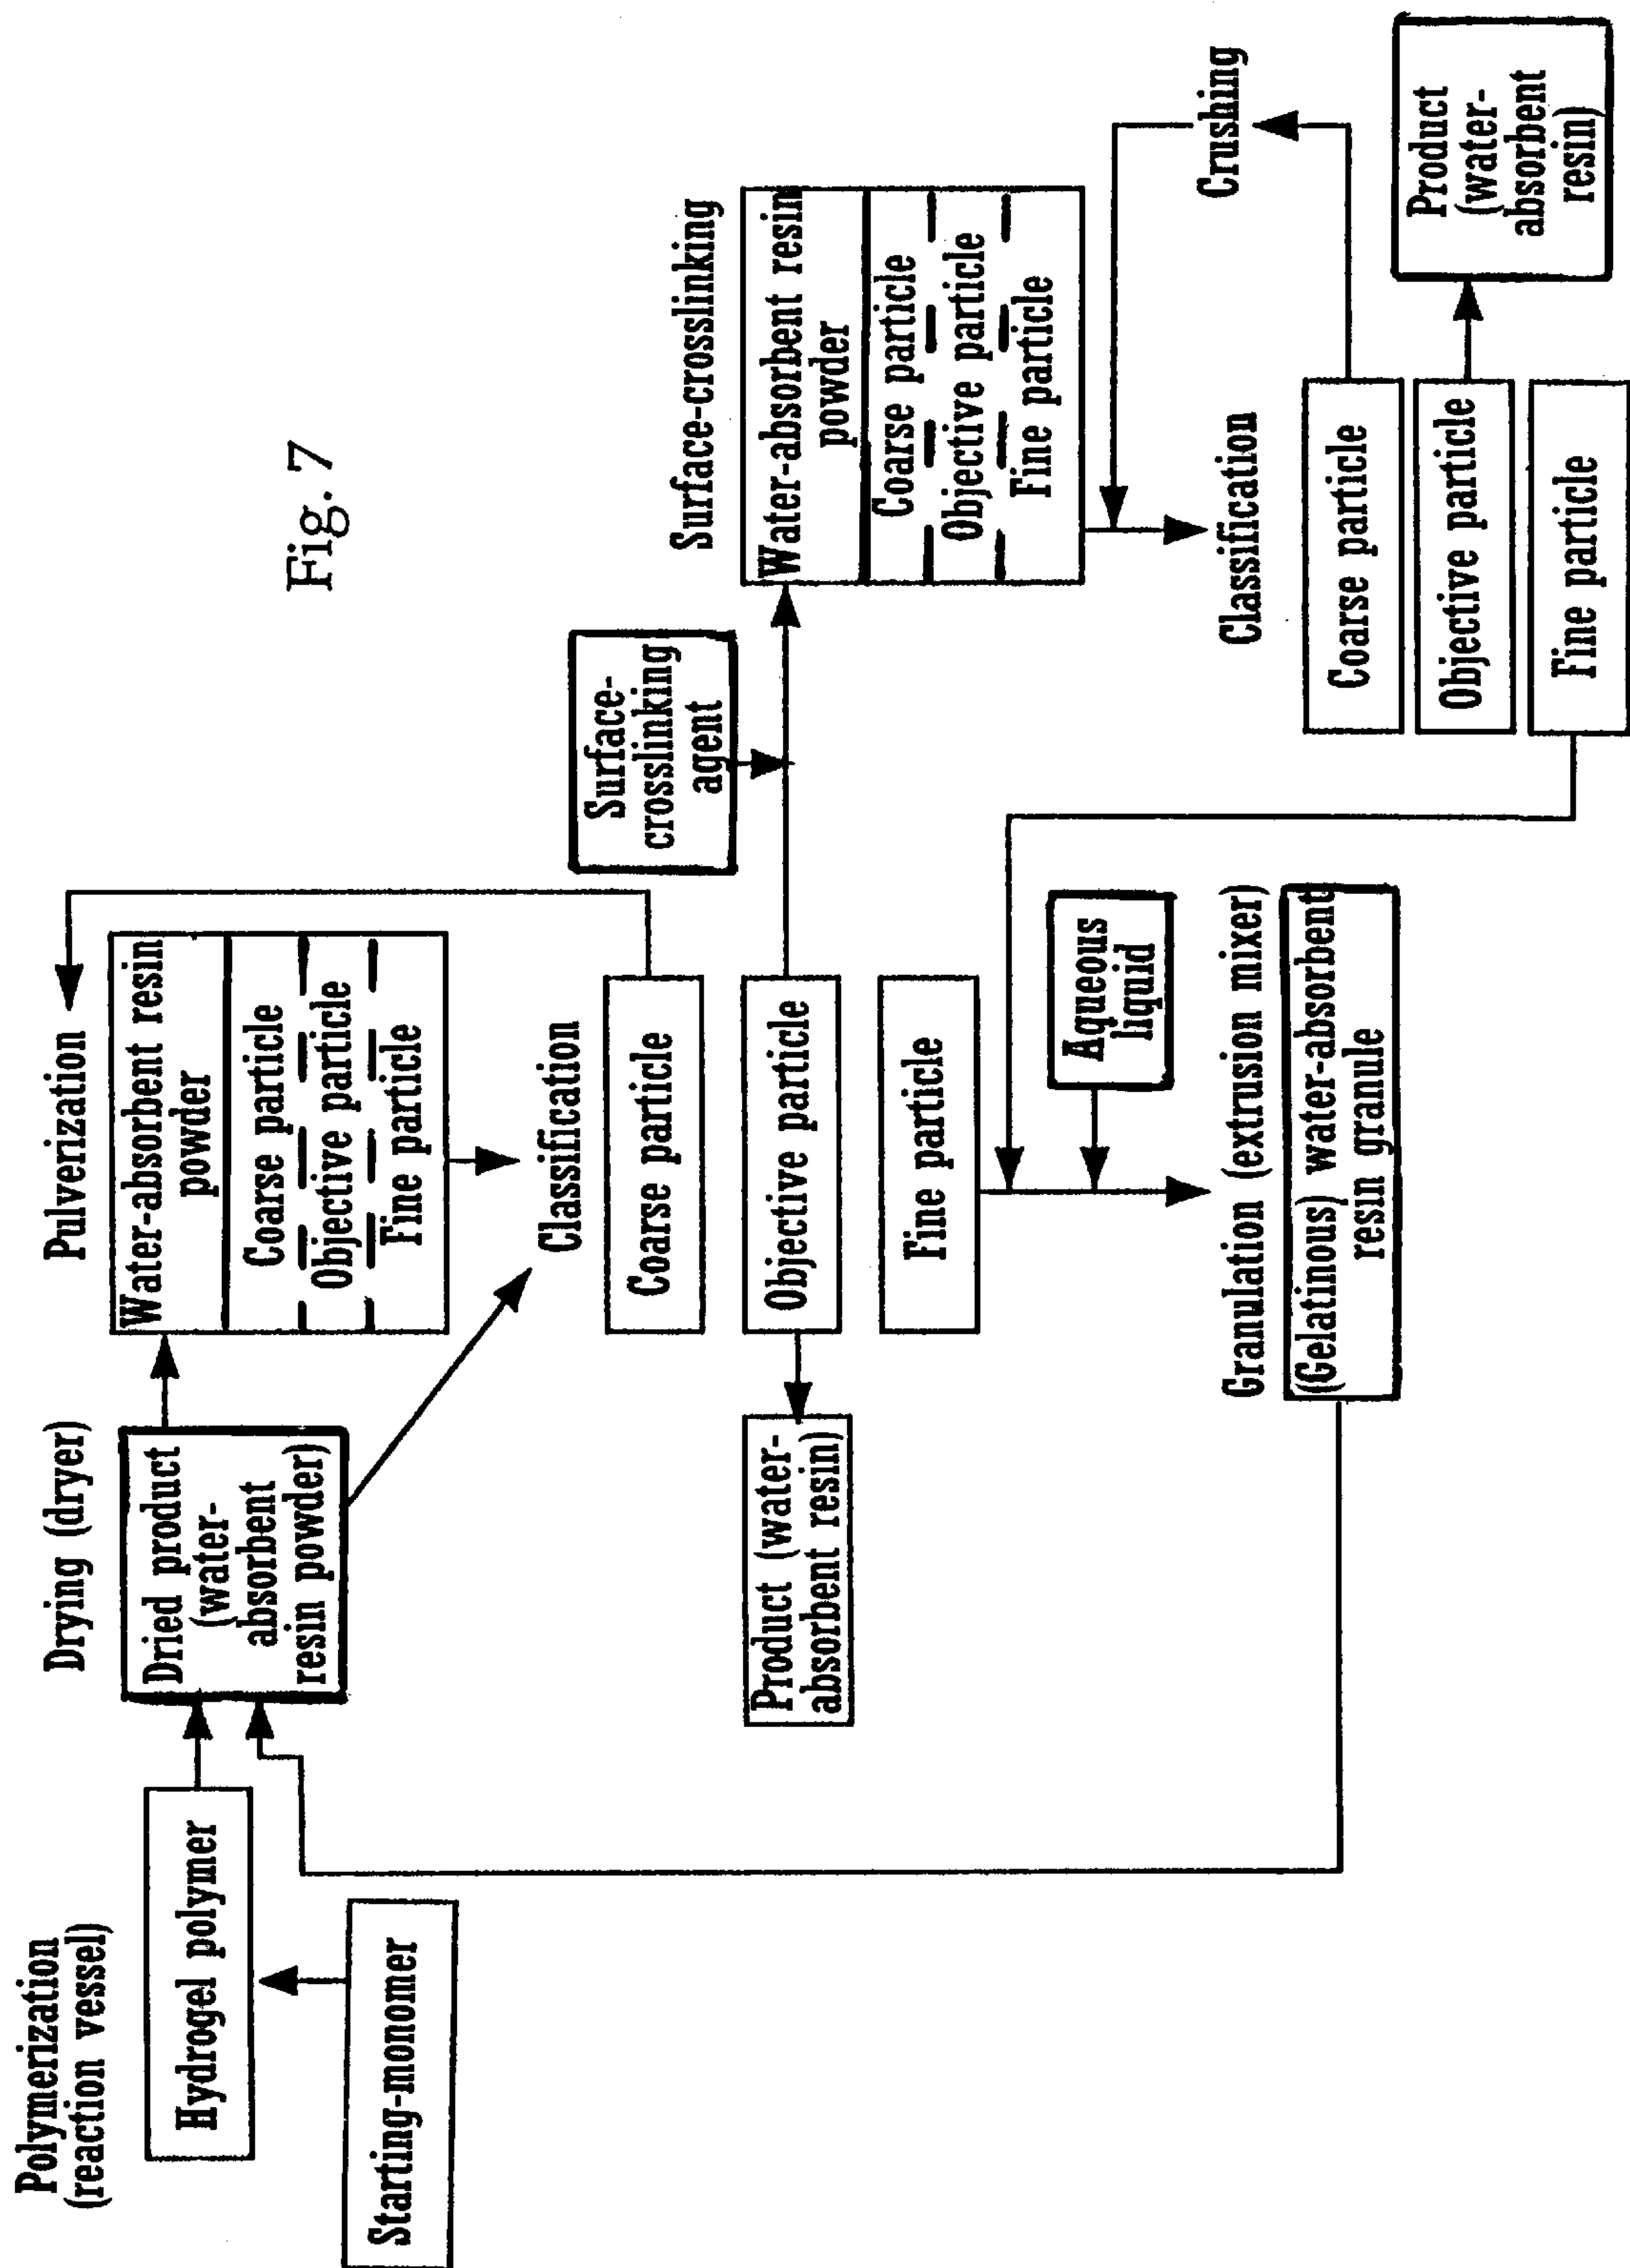 Fig. 7
Polymerization
(reaction vessel)
Hydrogel polymer
Starting-monomer
Drying (dryer)
Dried product
(water-
absorbent
resin powder)
Pulverization
Water-absorbent resin
powder
Coarse particle
Objective particle
Fine particle
Classification
Coarse particle
Objective particle
Fine particle
Product (water-
absorbent resin)
Surface-
crosslinking
agent
Surface-crosslinking
Water-absorbent resin
powder
Coarse particle
Objective particle
Fine particle
Crushing
Classification
Coarse particle
Objective particle
Fine particle
Product
(water-
absorbent
resin)
Aqueous
liquid
Granulation (extrusion mixer)
(Gelatinous) water-absorbent
resin granule